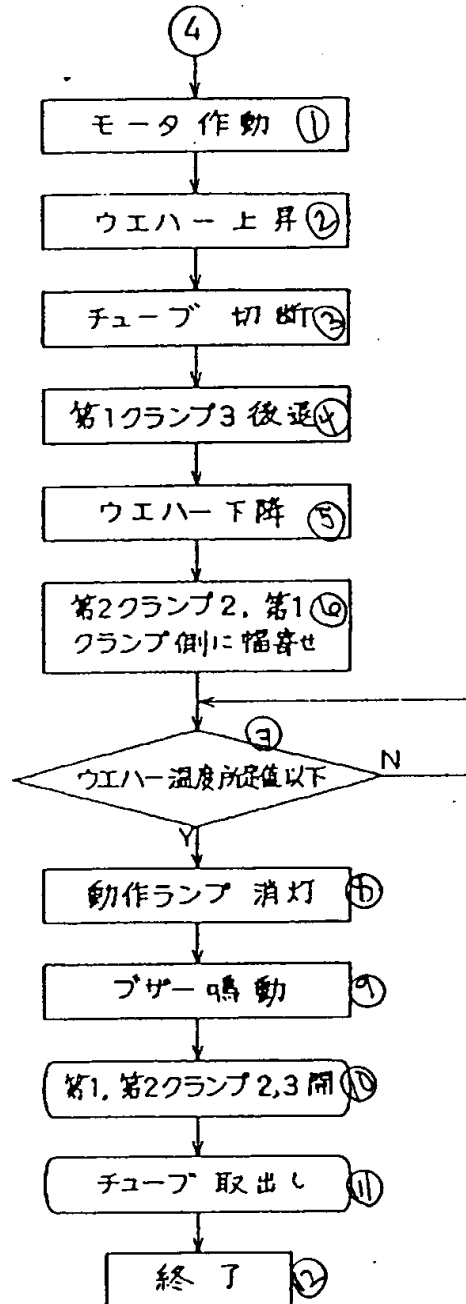 ④
モータ作動 ①
ウエハー上昇 ②
チューブ 切断 ③
第1クランプ3 後退 ④
ウエハー下降 ⑤
第2クランプ2, 第1 ⑥
クランプ側に幅寄せ
⑦
ウエハー温度所定値以下
N
Y
動作ランプ 消灯 ⑧
ブザー鳴動 ⑨
第1, 第2クランプ2,3 開 ⑩
チューブ 取出し ⑪
終了 ⑫